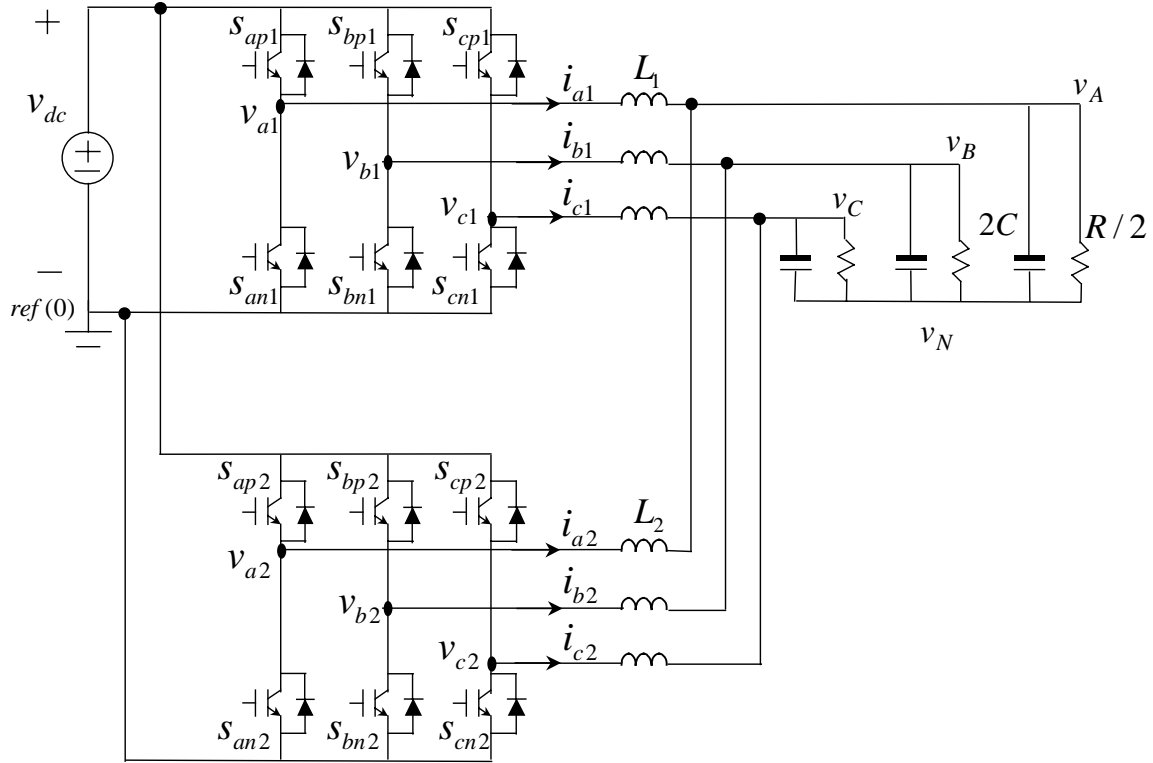 +
s_ap1 s_bp1 s_cp1
v_dc
+
−
v_a1 i_a1 L_1 v_A
v_b1 i_b1 v_B
v_c1 i_c1 v_C
2C R / 2
s_an1 s_bn1 s_cn1
−
ref (0)
v_N
s_ap2 s_bp2 s_cp2
v_a2 i_a2 L_2
v_b2 i_b2
v_c2 i_c2
s_an2 s_bn2 s_cn2